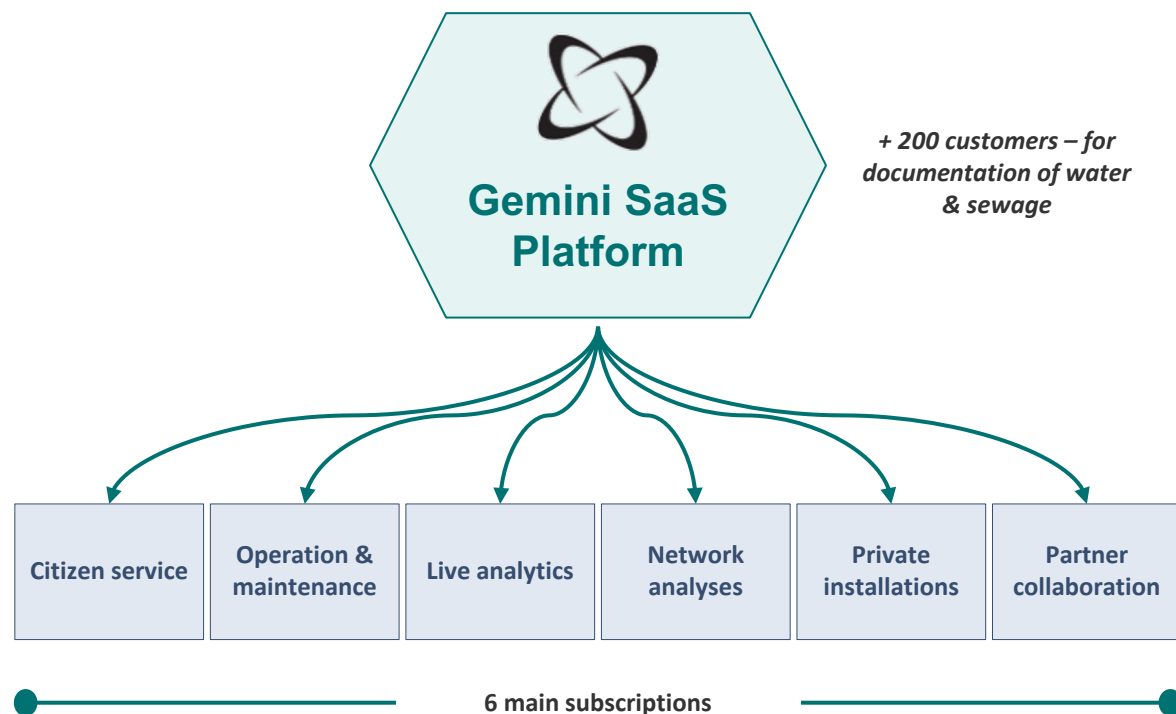 Gemini SaaS
Platform
+ 200 customers – for
documentation of water
& sewage
Citizen service
Operation &
maintenance
Live analytics
Network
analyses
Private
installations
Partner
collaboration
6 main subscriptions